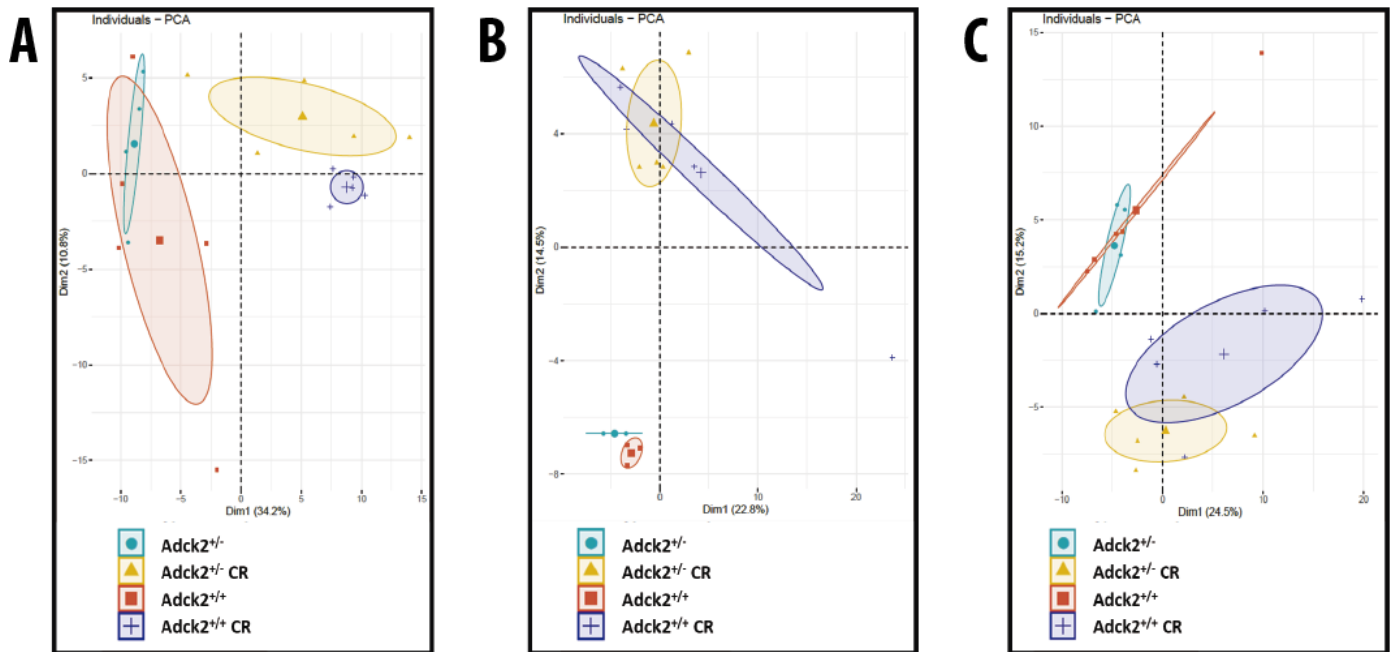 A
Individuals – PCA
5
0
−5
−10
−15
Dim2 (10.8%)
−10
−5
0
5
10
15
Dim1 (34.2%)
Adck2+/-
Adck2+/- CR
Adck2+/+
Adck2+/+ CR
B
Individuals – PCA
4
0
−4
−8
Dim2 (14.5%)
0
10
20
Dim1 (22.8%)
Adck2+/-
Adck2+/- CR
Adck2+/+
Adck2+/+ CR
C
Individuals – PCA
15
10
5
0
−5
Dim2 (15.2%)
−10
0
10
20
Dim1 (24.5%)
Adck2+/-
Adck2+/- CR
Adck2+/+
Adck2+/+ CR